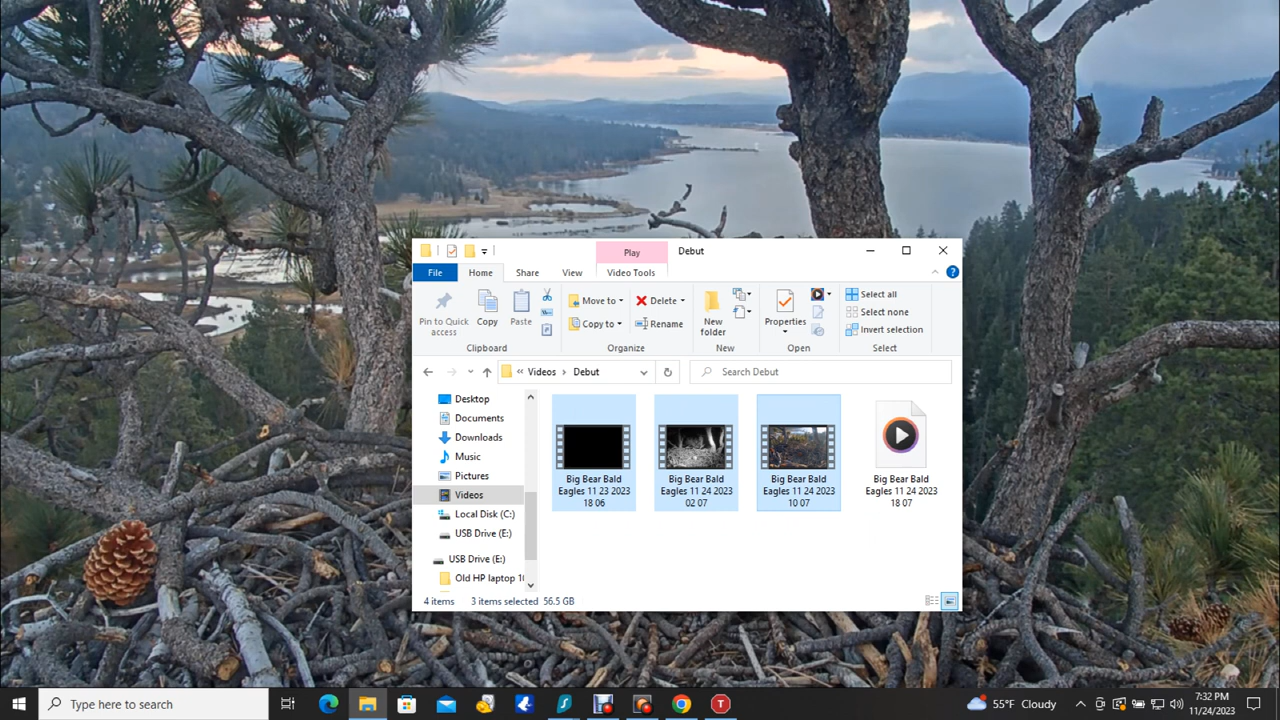 Play
Debut
File
Home
Share
View
Video Tools
Pin to Quick
access
Copy
Paste
Move to
Copy to
Delete
Rename
New
folder
Properties
Select all
Select none
Invert selection
Clipboard
Organize
New
Open
Select
« Videos > Debut
Search Debut
Desktop
Documents
Downloads
Music
Pictures
Videos
Local Disk (C:)
USB Drive (E:)
USB Drive (E:)
Old HP laptop 10
Big Bear Bald
Eagles 11 23 2023
18 06
Big Bear Bald
Eagles 11 24 2023
02 07
Big Bear Bald
Eagles 11 24 2023
10 07
Big Bear Bald
Eagles 11 24 2023
18 07
4 items
3 items selected 56.5 GB
Type here to search
55°F Cloudy
7:32 PM
11/24/2023